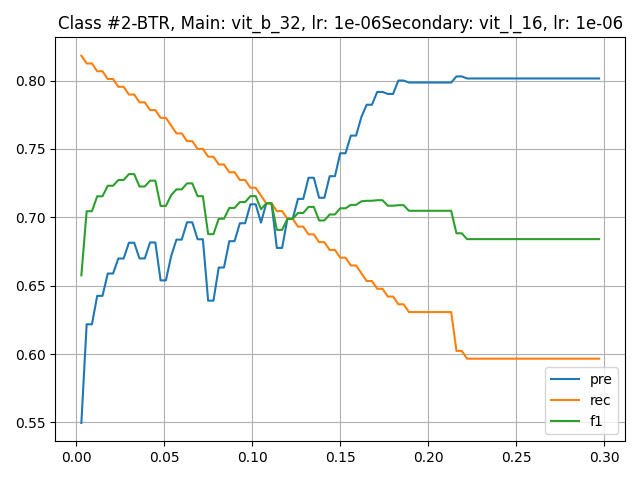 Class #2-BTR, Main: vit_b_32, lr: 1e-06Secondary: vit_l_16, lr: 1e-06
0.80
0.75
0.70
0.65
0.60
0.55
0.00 0.05 0.10 0.15 0.20 0.25 0.30
pre
rec
f1